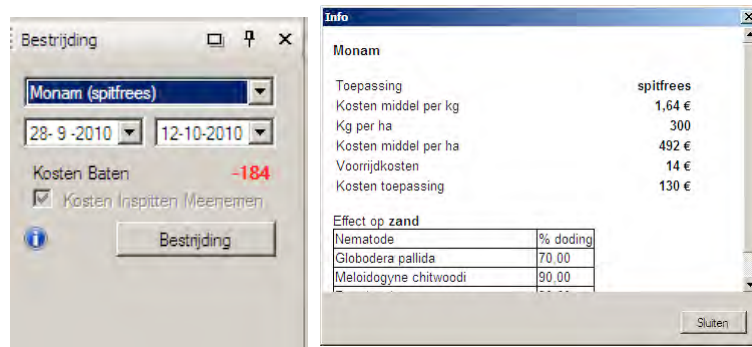 Bestrijding
Monam (spitfrees)
28- 9 -2010 12-10-2010
Kosten Baten -184
Kosten Inspitten Meenemen
Bestrijding
Info
Monam
Toepassing spitfrees
Kosten middel per kg 1,64 €
Kg per ha 300
Kosten middel per ha 492 €
Voorrijdkosten 14 €
Kosten toepassing 130 €
Effect op zand
Nematode % doding
Globodera pallida 70,00
Meloidogyne chitwoodi 90,00
Sluiten